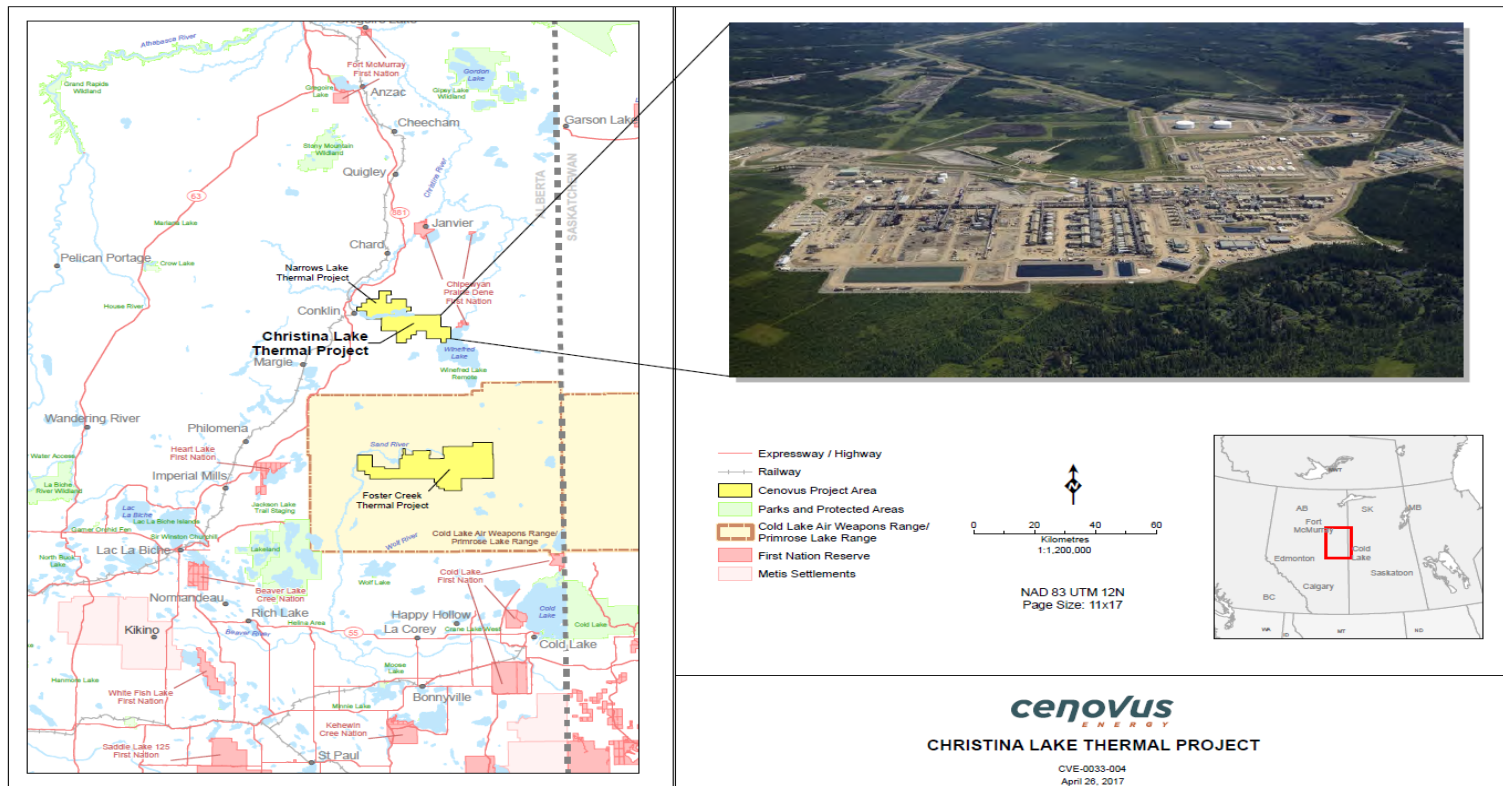 Gregoire Lake
Athabasca River
Fort McMurray
First Nation
Gordon
Lake
Grand Rapids
Wildland
Gregoire
Lake
Anzac
Gipsy Lake
Wildland
Garson Lake
Cheecham
Stony Mountain
Wildland
Quigley
Christina River
ALBERTA
SASKATCHEWAN
63
881
Mariana Lake
Janvier
Chard
Pelican Portage
Crow Lake
Narrows Lake
Thermal Project
Chipewyan
Prairie Dene
First Nation
House River
Conklin
Christina Lake
Thermal Project
Margie
Winefred
Lake
Winefred Lake
Remote
Wandering River
Philomena
Sand River
Heart Lake
First Nation
Water Access
Imperial Mills
La Biche
River Wildland
Foster Creek
Thermal Project
Jackson Lake
Trail Staging
Lac
La Biche
Lac La Biche Islands
Garner Orchid Fen
Sir Winston Churchill
Wolf River
Cold Lake Air Weapons Range/
Primrose Lake Range
Lac La Biche
Lakeland
North Buck
Lake
Wolf Lake
Cold Lake
First Nation
Beaver Lake
Cree Nation
Normandeau
Rich Lake
Happy Hollow
Cold
Lake
Kikino
Helina Area
La Corey
Crane Lake West
Cold Lake
Beaver River
55
Cold Lake
Moose
Lake
Hanmore Lake
White Fish Lake
First Nation
Bonnyville
Minnie Lake
Kehewin
Cree Nation
Saddle Lake 125
First Nation
St Paul
Expressway / Highway
Railway
Cenovus Project Area
Parks and Protected Areas
Cold Lake Air Weapons Range/
Primrose Lake Range
First Nation Reserve
Metis Settlements
N
0 20 40 60
Kilometres
1:1,200,000
NAD 83 UTM 12N
Page Size: 11x17
NWT
AB
SK
MB
Fort
McMurray
Edmonton
Cold
Lake
Saskatoon
Calgary
BC
WA
ID
MT
ND
cenovus
ENERGY
CHRISTINA LAKE THERMAL PROJECT
CVE-0033-004
April 26, 2017